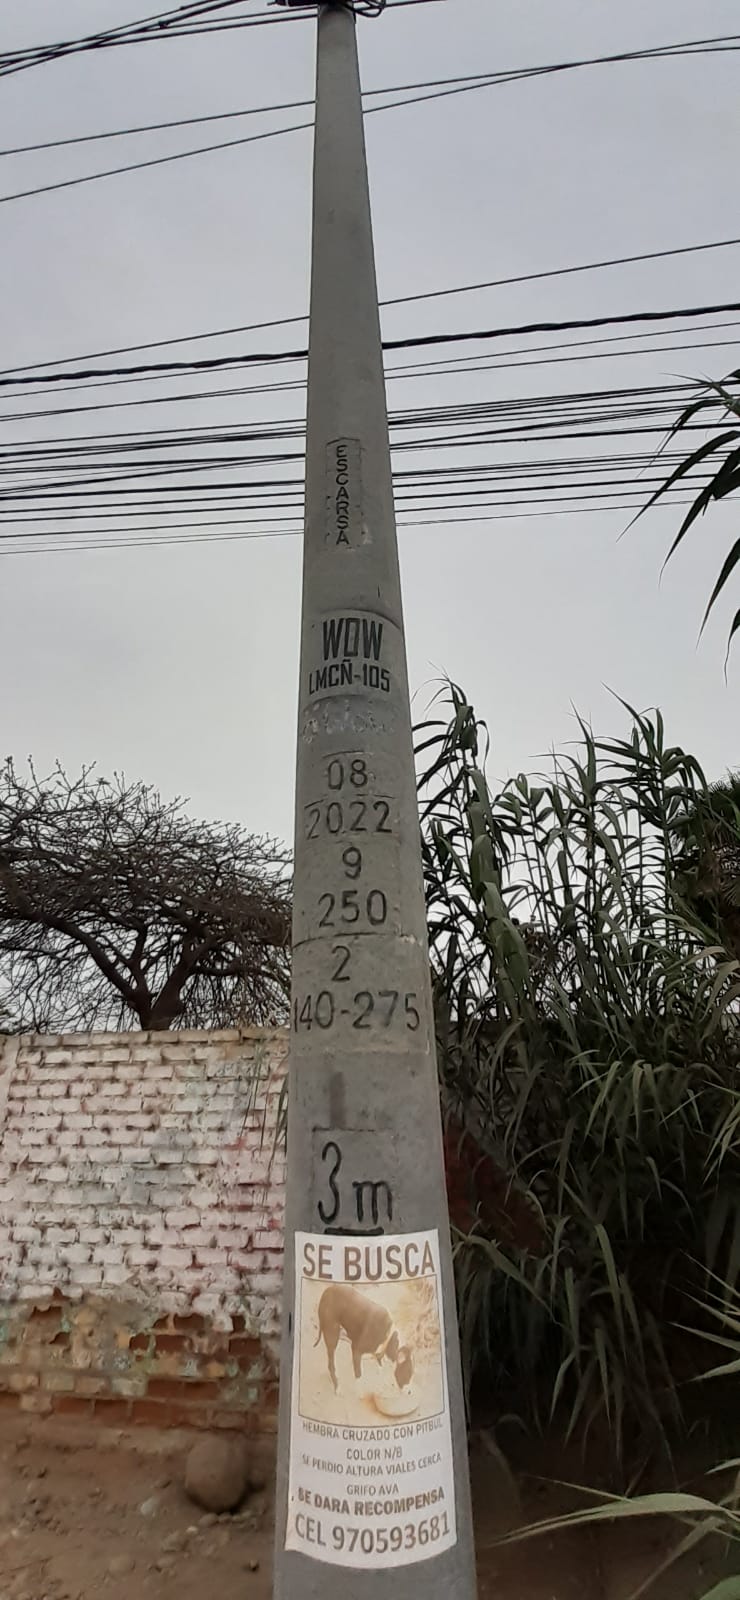 ESCARSA
WOW
LMCÑ-105
08
2022
9
250
2
140-275
3m
SE BUSCA
HEMBRA CRUZADO CON PITBUL
COLOR N/B
SE PERDIO ALTURA VIALES CERCA
GRIFO AVA
SE DARA RECOMPENSA
CEL 970593681